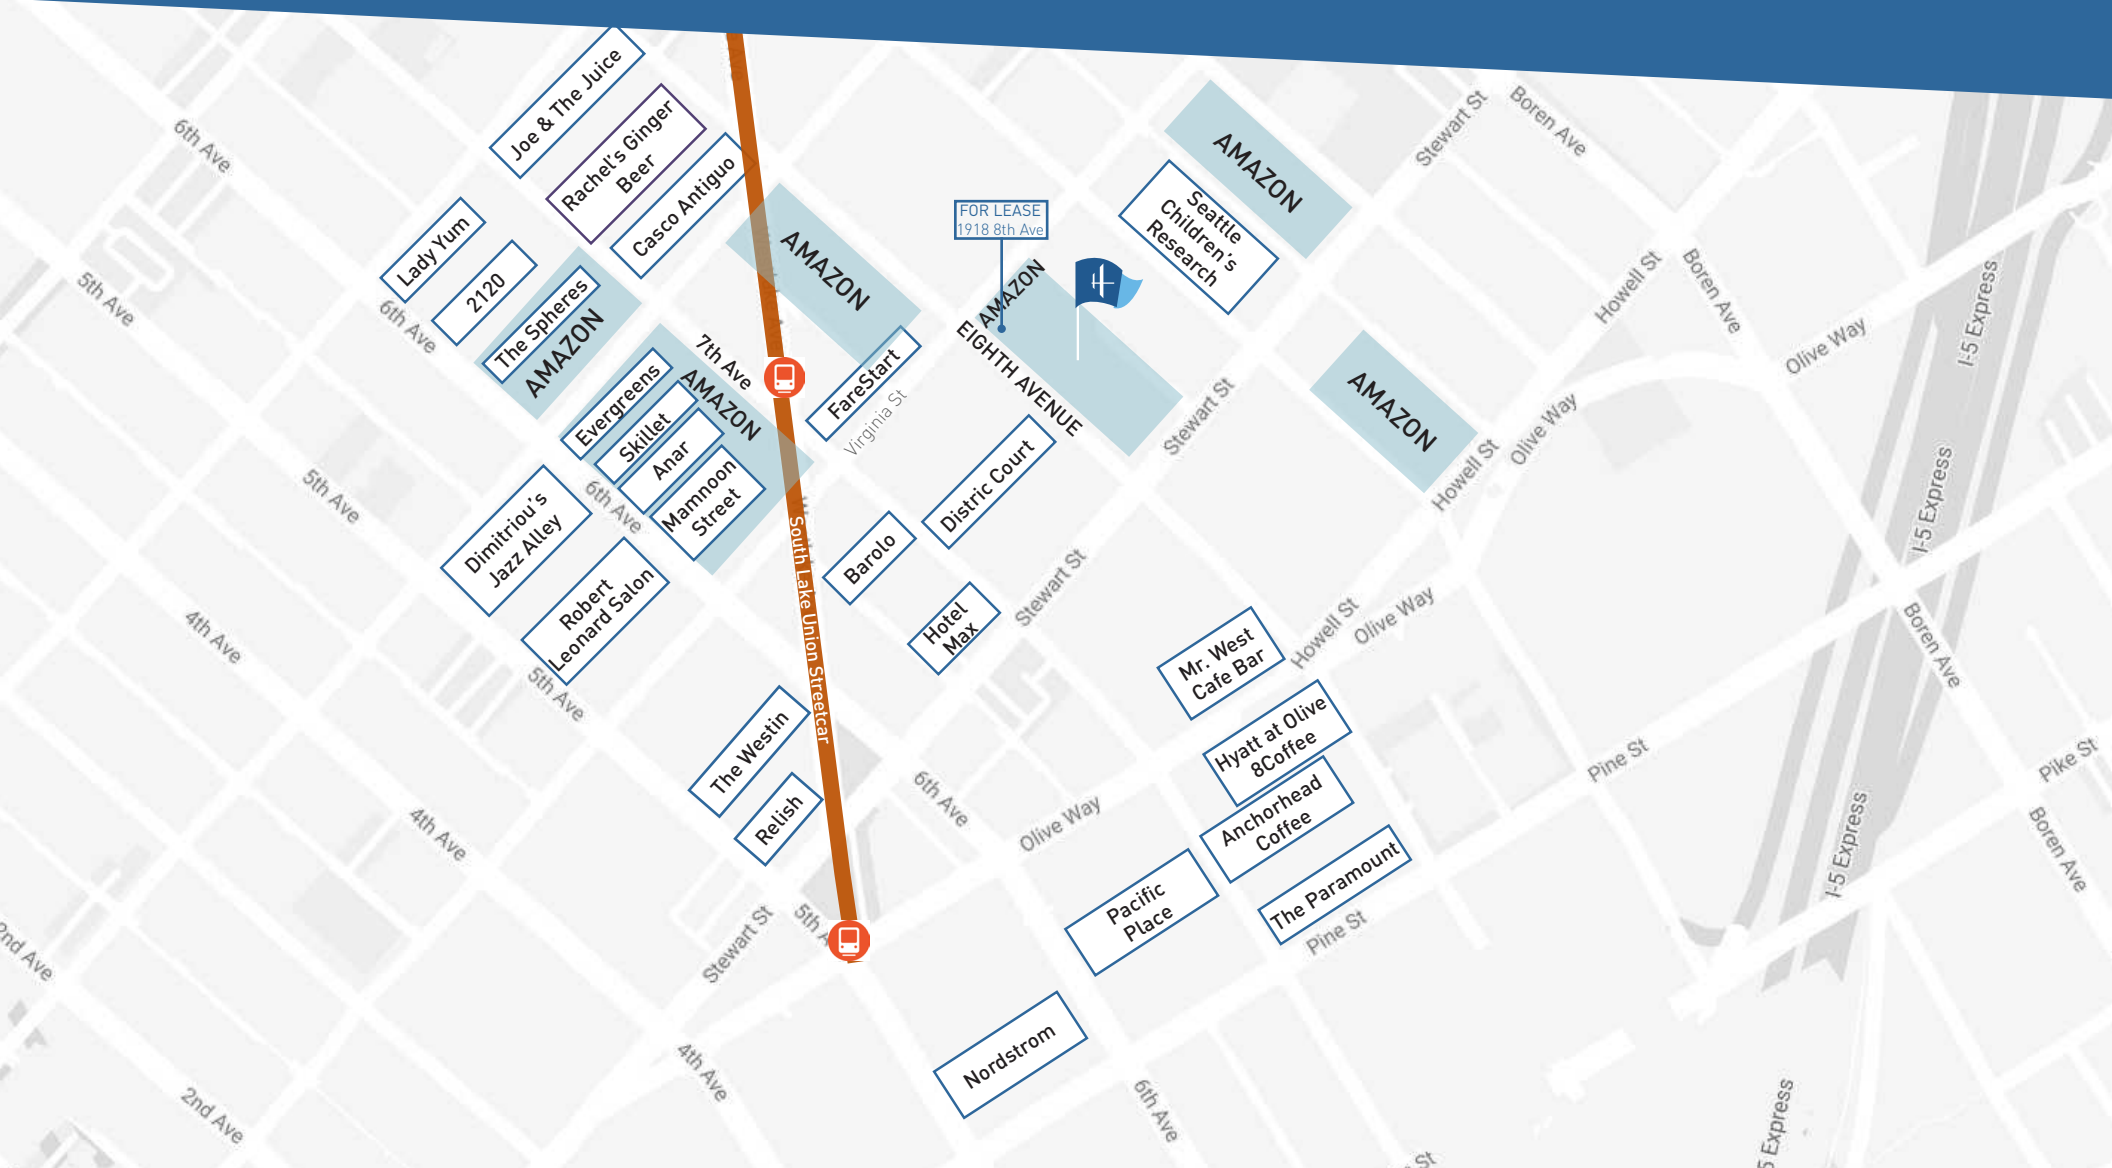 Joe & The Juice
Rachel's Ginger
Beer
Casco Antiguo
6th Ave
Lady Yum
2120
The Spheres
AMAZON
5th Ave
6th Ave
AMAZON
7th Ave
AMAZON
Evergreens
Skillet
Anar
Mamnoon
Street
FareStart
Virginia St
FOR LEASE
1918 8th Ave
AMAZON
EIGHTH AVENUE
AMAZON
Seattle
Children's
Research
Stewart St
Boren Ave
Howell St
Boren Ave
Olive Way
I-5 Express
AMAZON
Stewart St
Olive Way
Howell St
I-5 Express
5th Ave
6th Ave
Dimitriou's
Jazz Alley
Robert
Leonard Salon
Distric Court
Barolo
Hotel
Max
Stewart St
South Lake Union Streetcar
4th Ave
5th Ave
The Westin
Relish
Mr. West
Cafe Bar
Howell St
Olive Way
Hyatt at Olive
8Coffee
Anchorhead
Coffee
The Paramount
Pine St
Pacific
Place
Olive Way
6th Ave
Pine St
Boren Ave
Pike St
Boren Ave
I-5 Express
4th Ave
Stewart St
5th A
Nordstrom
2nd Ave
4th Ave
2nd Ave
6th Ave
St
5 Express